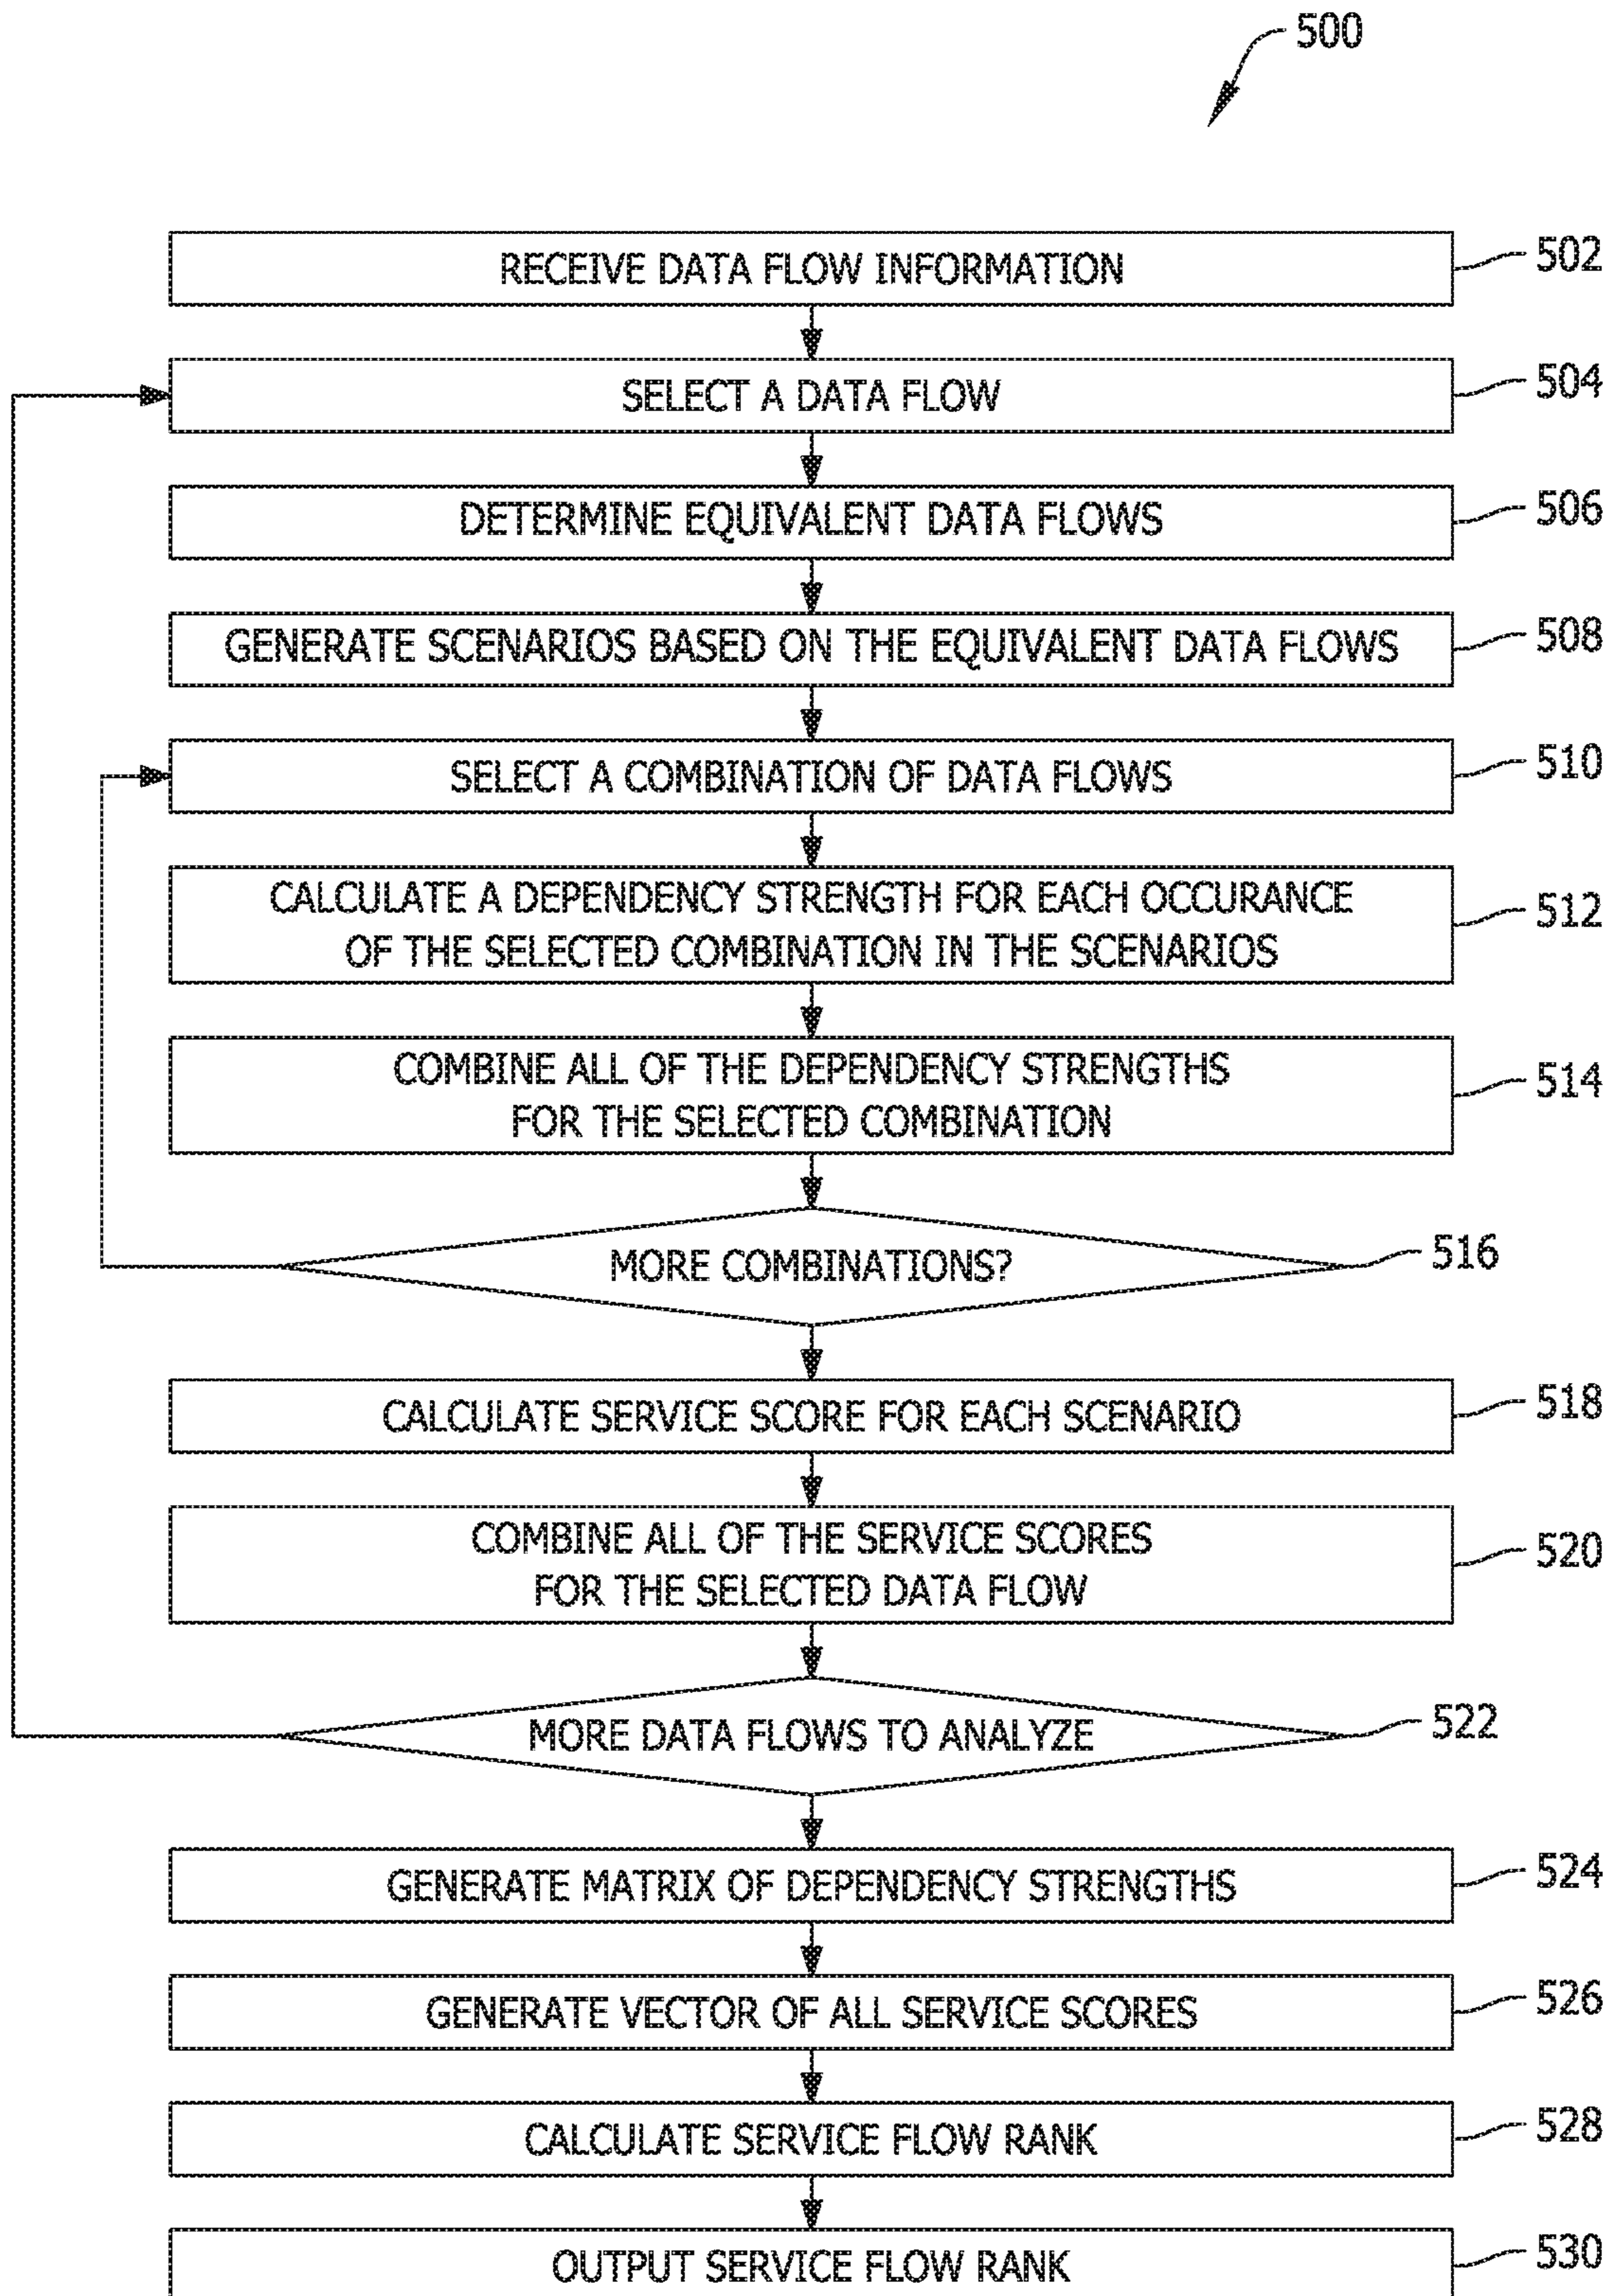 500
RECEIVE DATA FLOW INFORMATION
502
SELECT A DATA FLOW
504
DETERMINE EQUIVALENT DATA FLOWS
506
GENERATE SCENARIOS BASED ON THE EQUIVALENT DATA FLOWS
508
SELECT A COMBINATION OF DATA FLOWS
510
CALCULATE A DEPENDENCY STRENGTH FOR EACH OCCURANCE
OF THE SELECTED COMBINATION IN THE SCENARIOS
512
COMBINE ALL OF THE DEPENDENCY STRENGTHS
FOR THE SELECTED COMBINATION
514
MORE COMBINATIONS?
516
CALCULATE SERVICE SCORE FOR EACH SCENARIO
518
COMBINE ALL OF THE SERVICE SCORES
FOR THE SELECTED DATA FLOW
520
MORE DATA FLOWS TO ANALYZE
522
GENERATE MATRIX OF DEPENDENCY STRENGTHS
524
GENERATE VECTOR OF ALL SERVICE SCORES
526
CALCULATE SERVICE FLOW RANK
528
OUTPUT SERVICE FLOW RANK
530